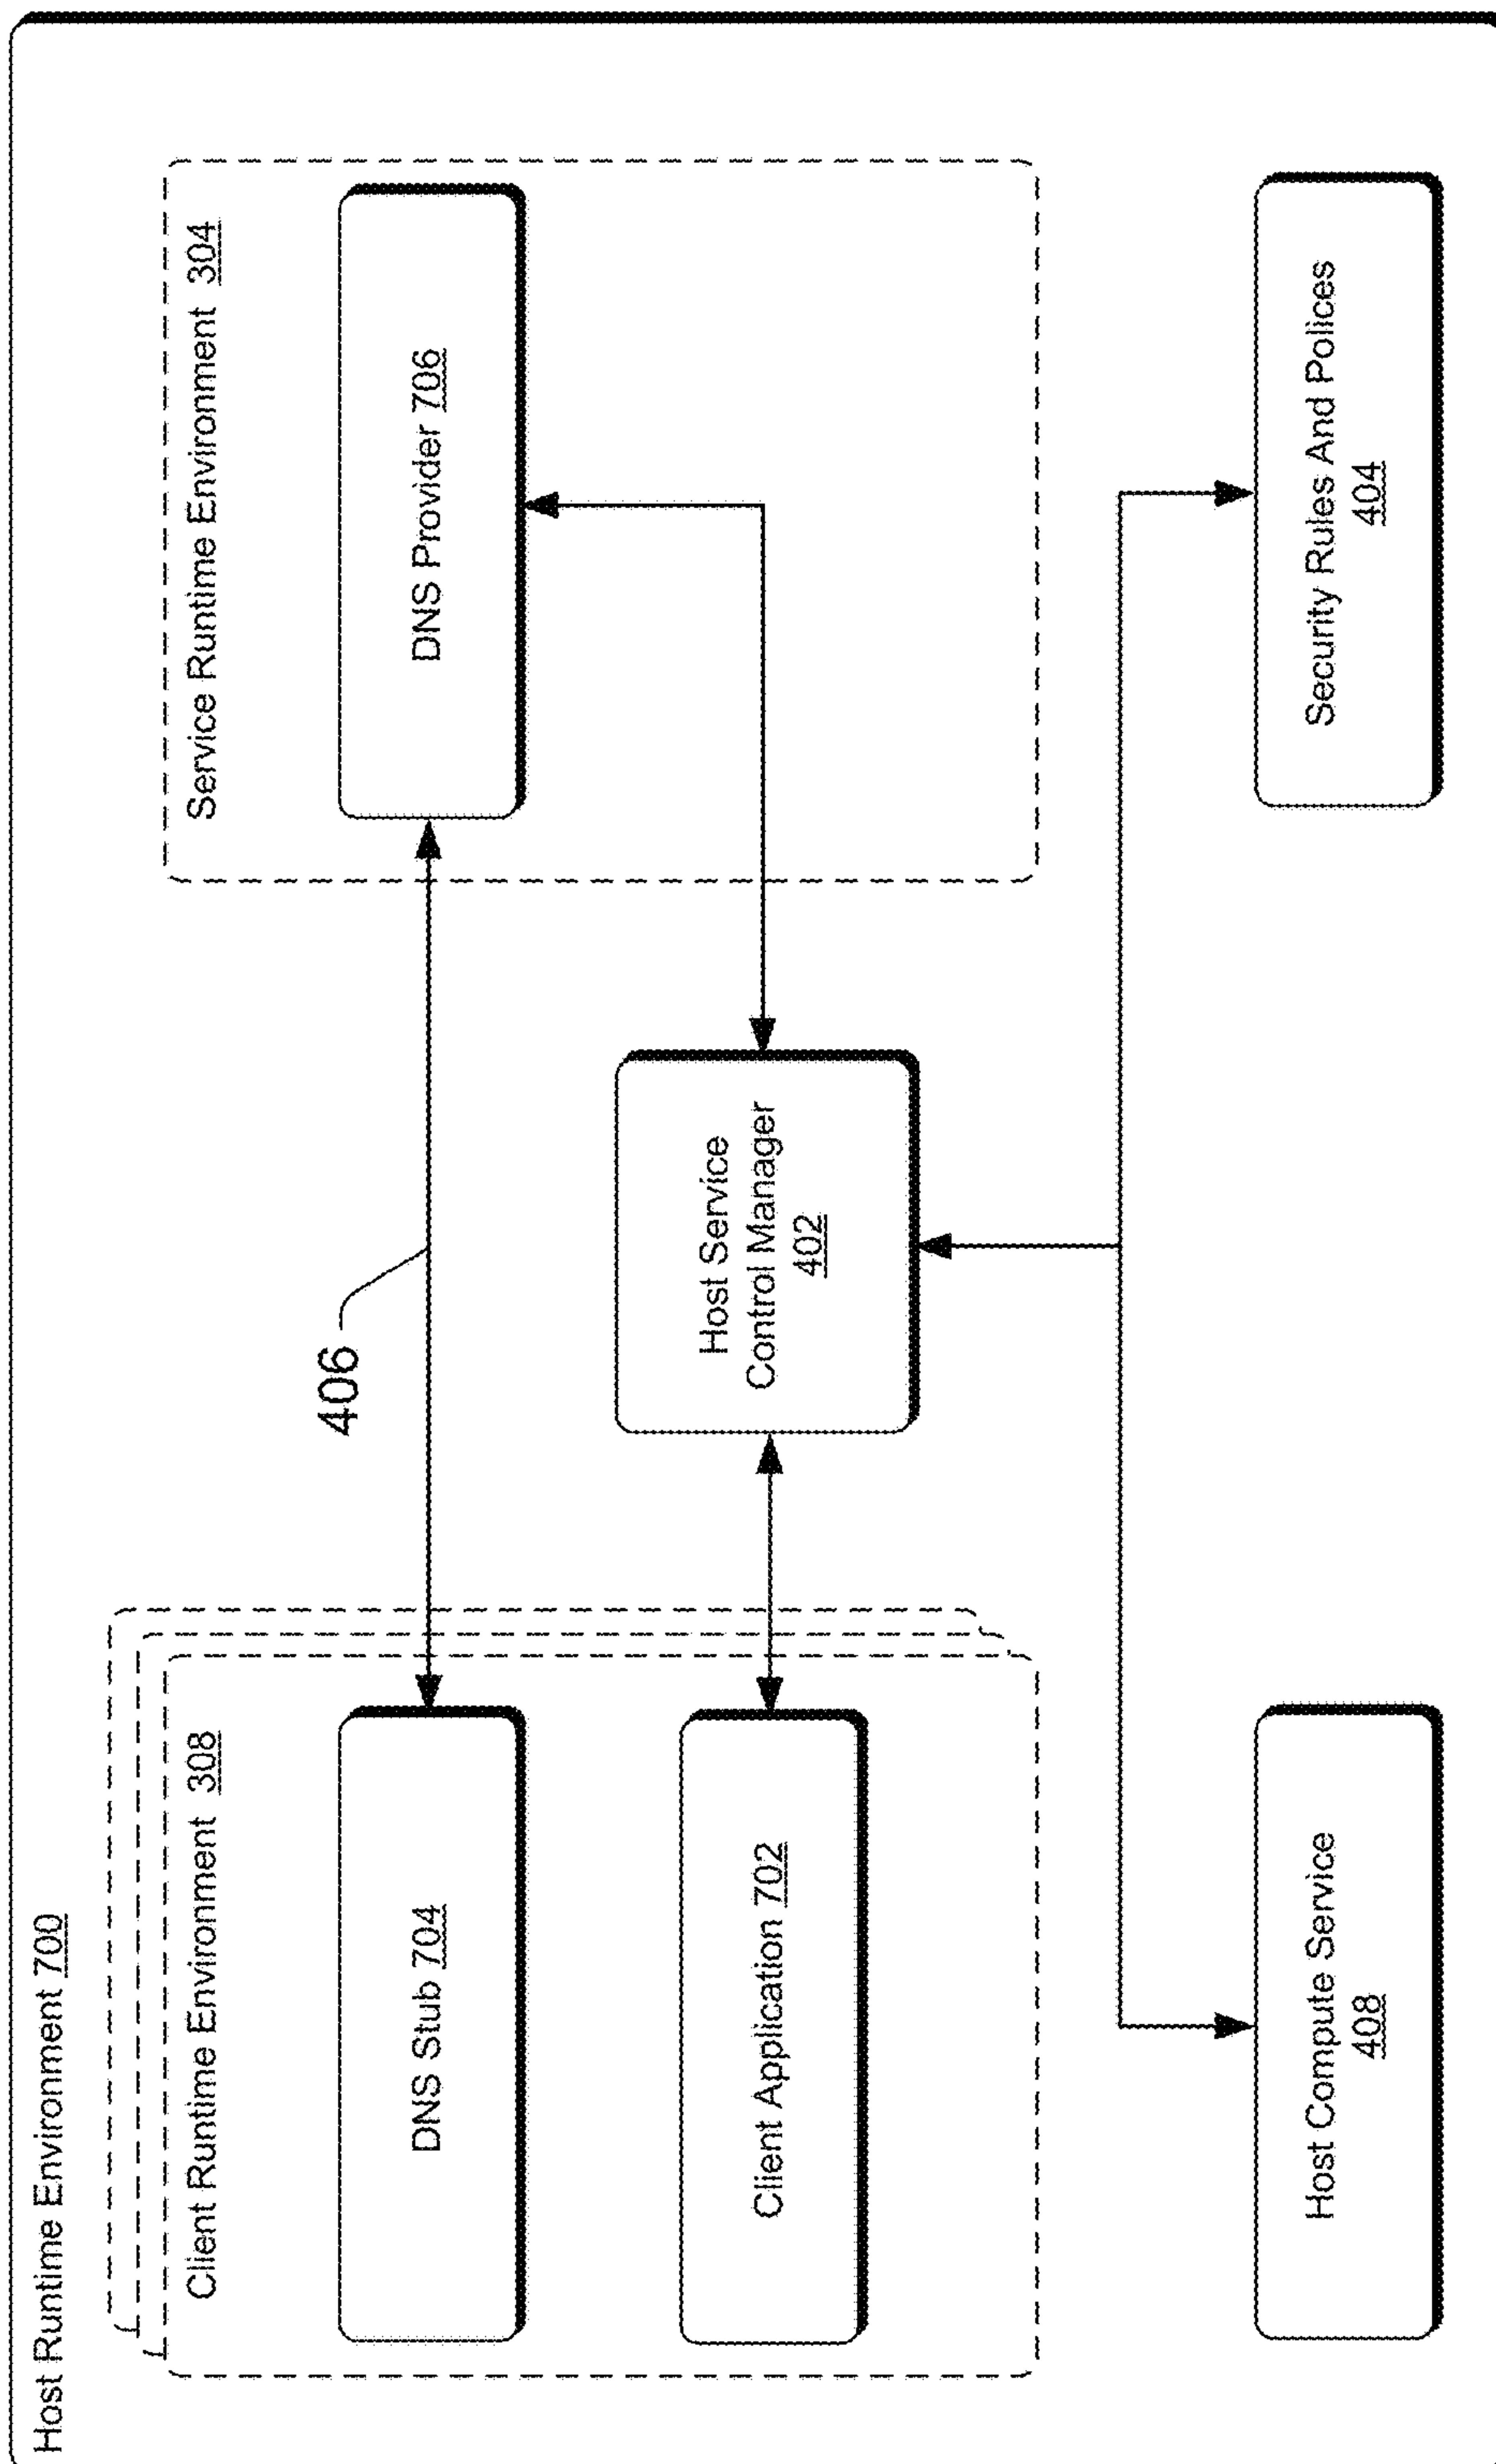 Host Runtime Environment 700
Client Runtime Environment 308
DNS Stub 704
Client Application 702
406
Host Service
Control Manager
402
Service Runtime Environment 304
DNS Provider 706
Host Compute Service
408
Security Rules And Polices
404